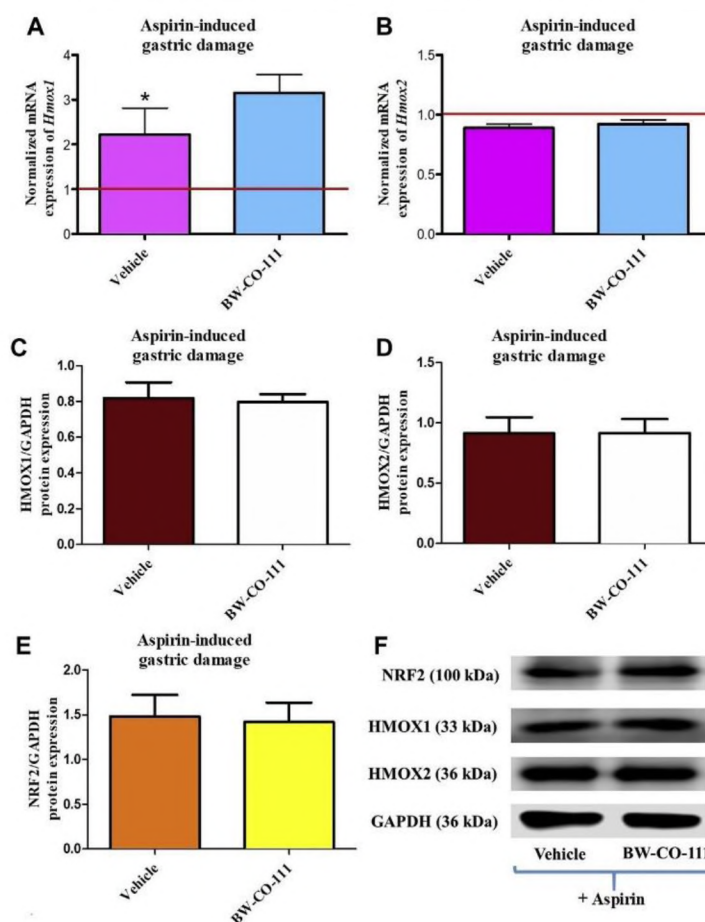 A
Aspirin-induced
gastric damage
Normalized mRNA
expression of Hmox1
4
3
2
1
0
*
Vehicle
BW-CO-111
B
Aspirin-induced
gastric damage
Normalized mRNA
expression of Hmox2
1.5
1.0
0.5
0.0
Vehicle
BW-CO-111
C
Aspirin-induced
gastric damage
HMOX1/GAPDH
protein expression
1.0
0.8
0.6
0.4
0.2
0.0
Vehicle
BW-CO-111
D
Aspirin-induced
gastric damage
HMOX2/GAPDH
protein expression
1.5
1.0
0.5
0.0
Vehicle
BW-CO-111
E
Aspirin-induced
gastric damage
NRF2/GAPDH
protein expression
2.0
1.5
1.0
0.5
0.0
Vehicle
BW-CO-111
F
NRF2 (100 kDa)
HMOX1 (33 kDa)
HMOX2 (36 kDa)
GAPDH (36 kDa)
Vehicle BW-CO-111
+ Aspirin